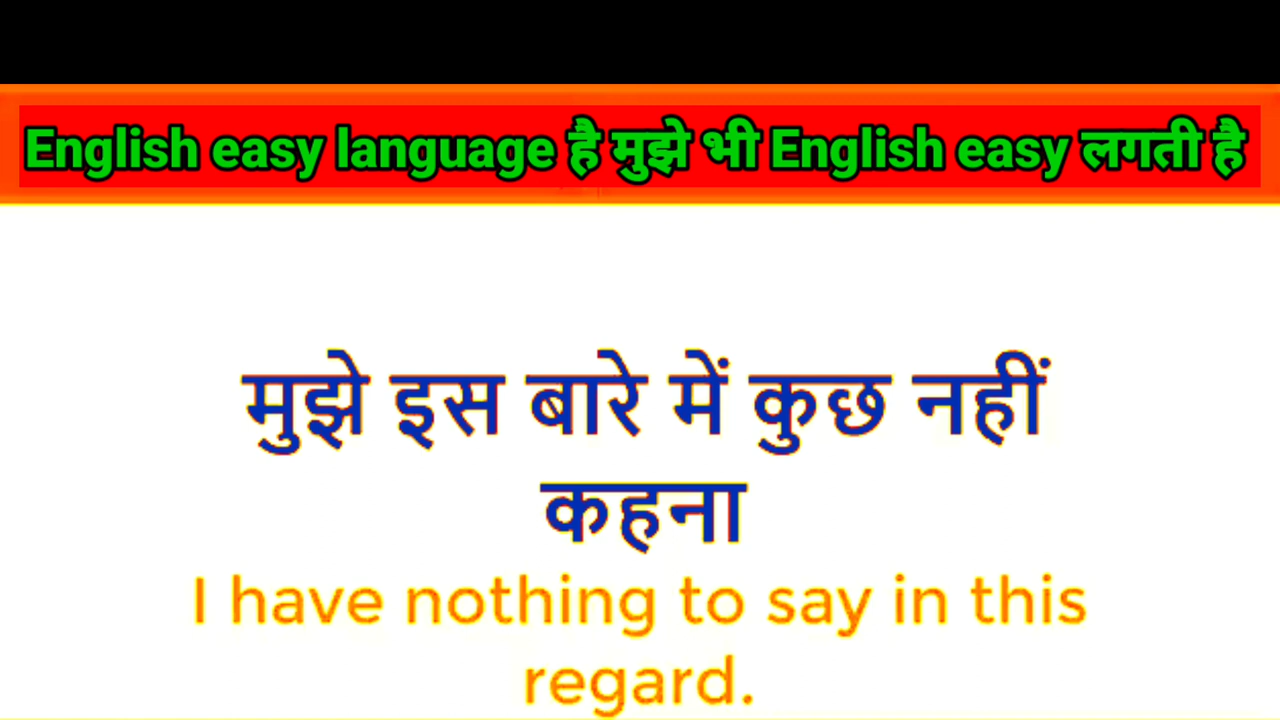 English easy language है मुझे भी English easy लगती है
मुझे इस बारे में कुछ नहीं
कहना
I have nothing to say in this
regard.